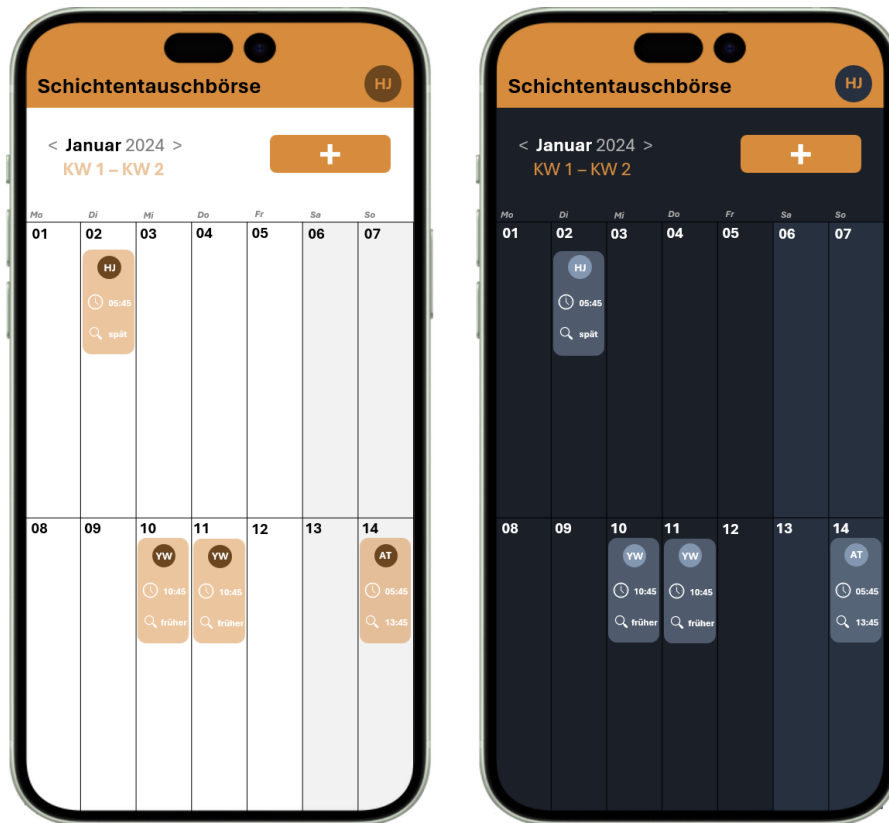 Schichtentauschbörse
HJ
< Januar 2024 >
KW 1 – KW 2
+
Mo Di Mi Do Fr Sa So
01 02 03 04 05 06 07
HJ
05:45
spät
08 09 10 11 12 13 14
YW YW AT
10:45 10:45 05:45
früher früher 13:45
Schichtentauschbörse
HJ
< Januar 2024 >
KW 1 – KW 2
+
Mo Di Mi Do Fr Sa So
01 02 03 04 05 06 07
HJ
05:45
spät
08 09 10 11 12 13 14
YW YW AT
10:45 10:45 05:45
früher früher 13:45